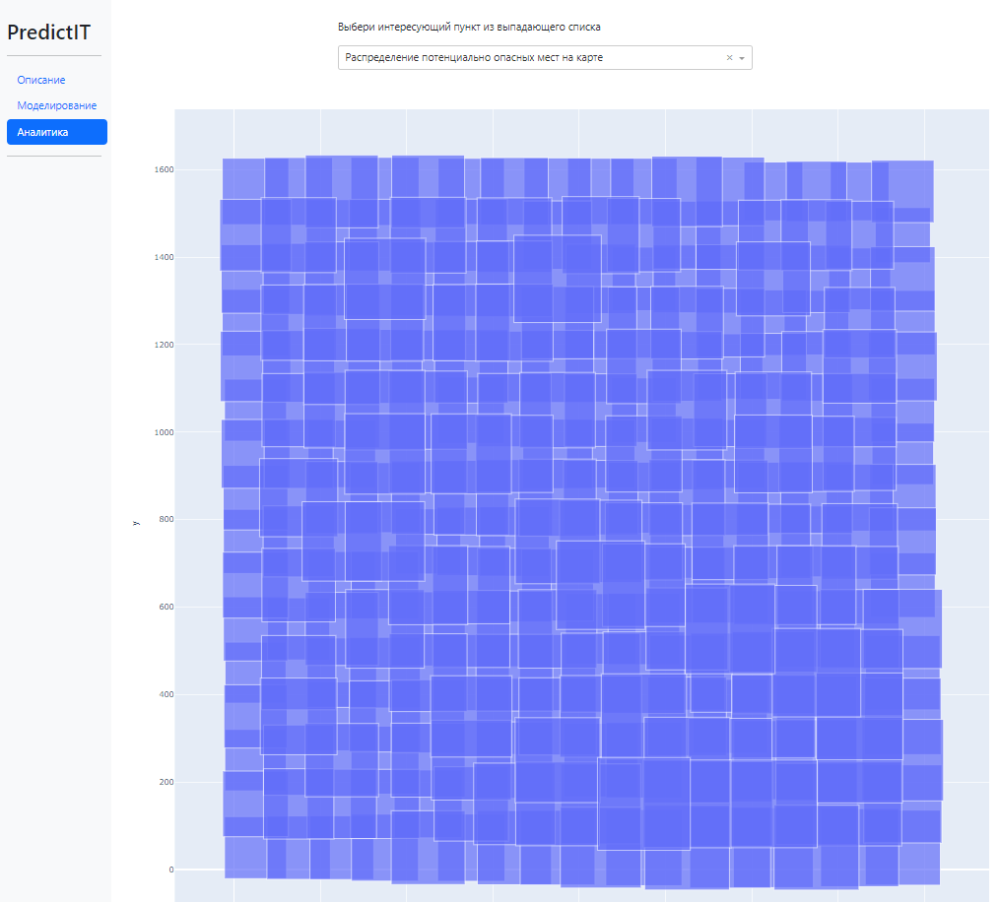 PredictIT
Описание
Моделирование
Аналитика
Выбери интересующий пункт из выпадающего списка
Распределение потенциально опасных мест на карте
×
1600
1400
1200
1000
800
y
600
400
200
0